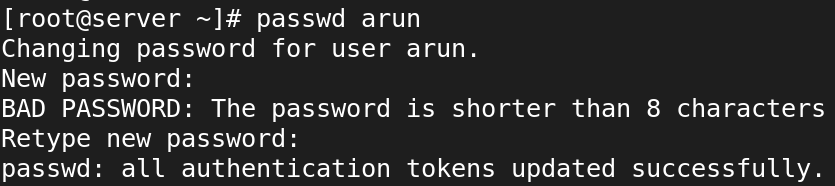 [root@server ~]# passwd arun
Changing password for user arun.
New password:
BAD PASSWORD: The password is shorter than 8 characters
Retype new password:
passwd: all authentication tokens updated successfully.